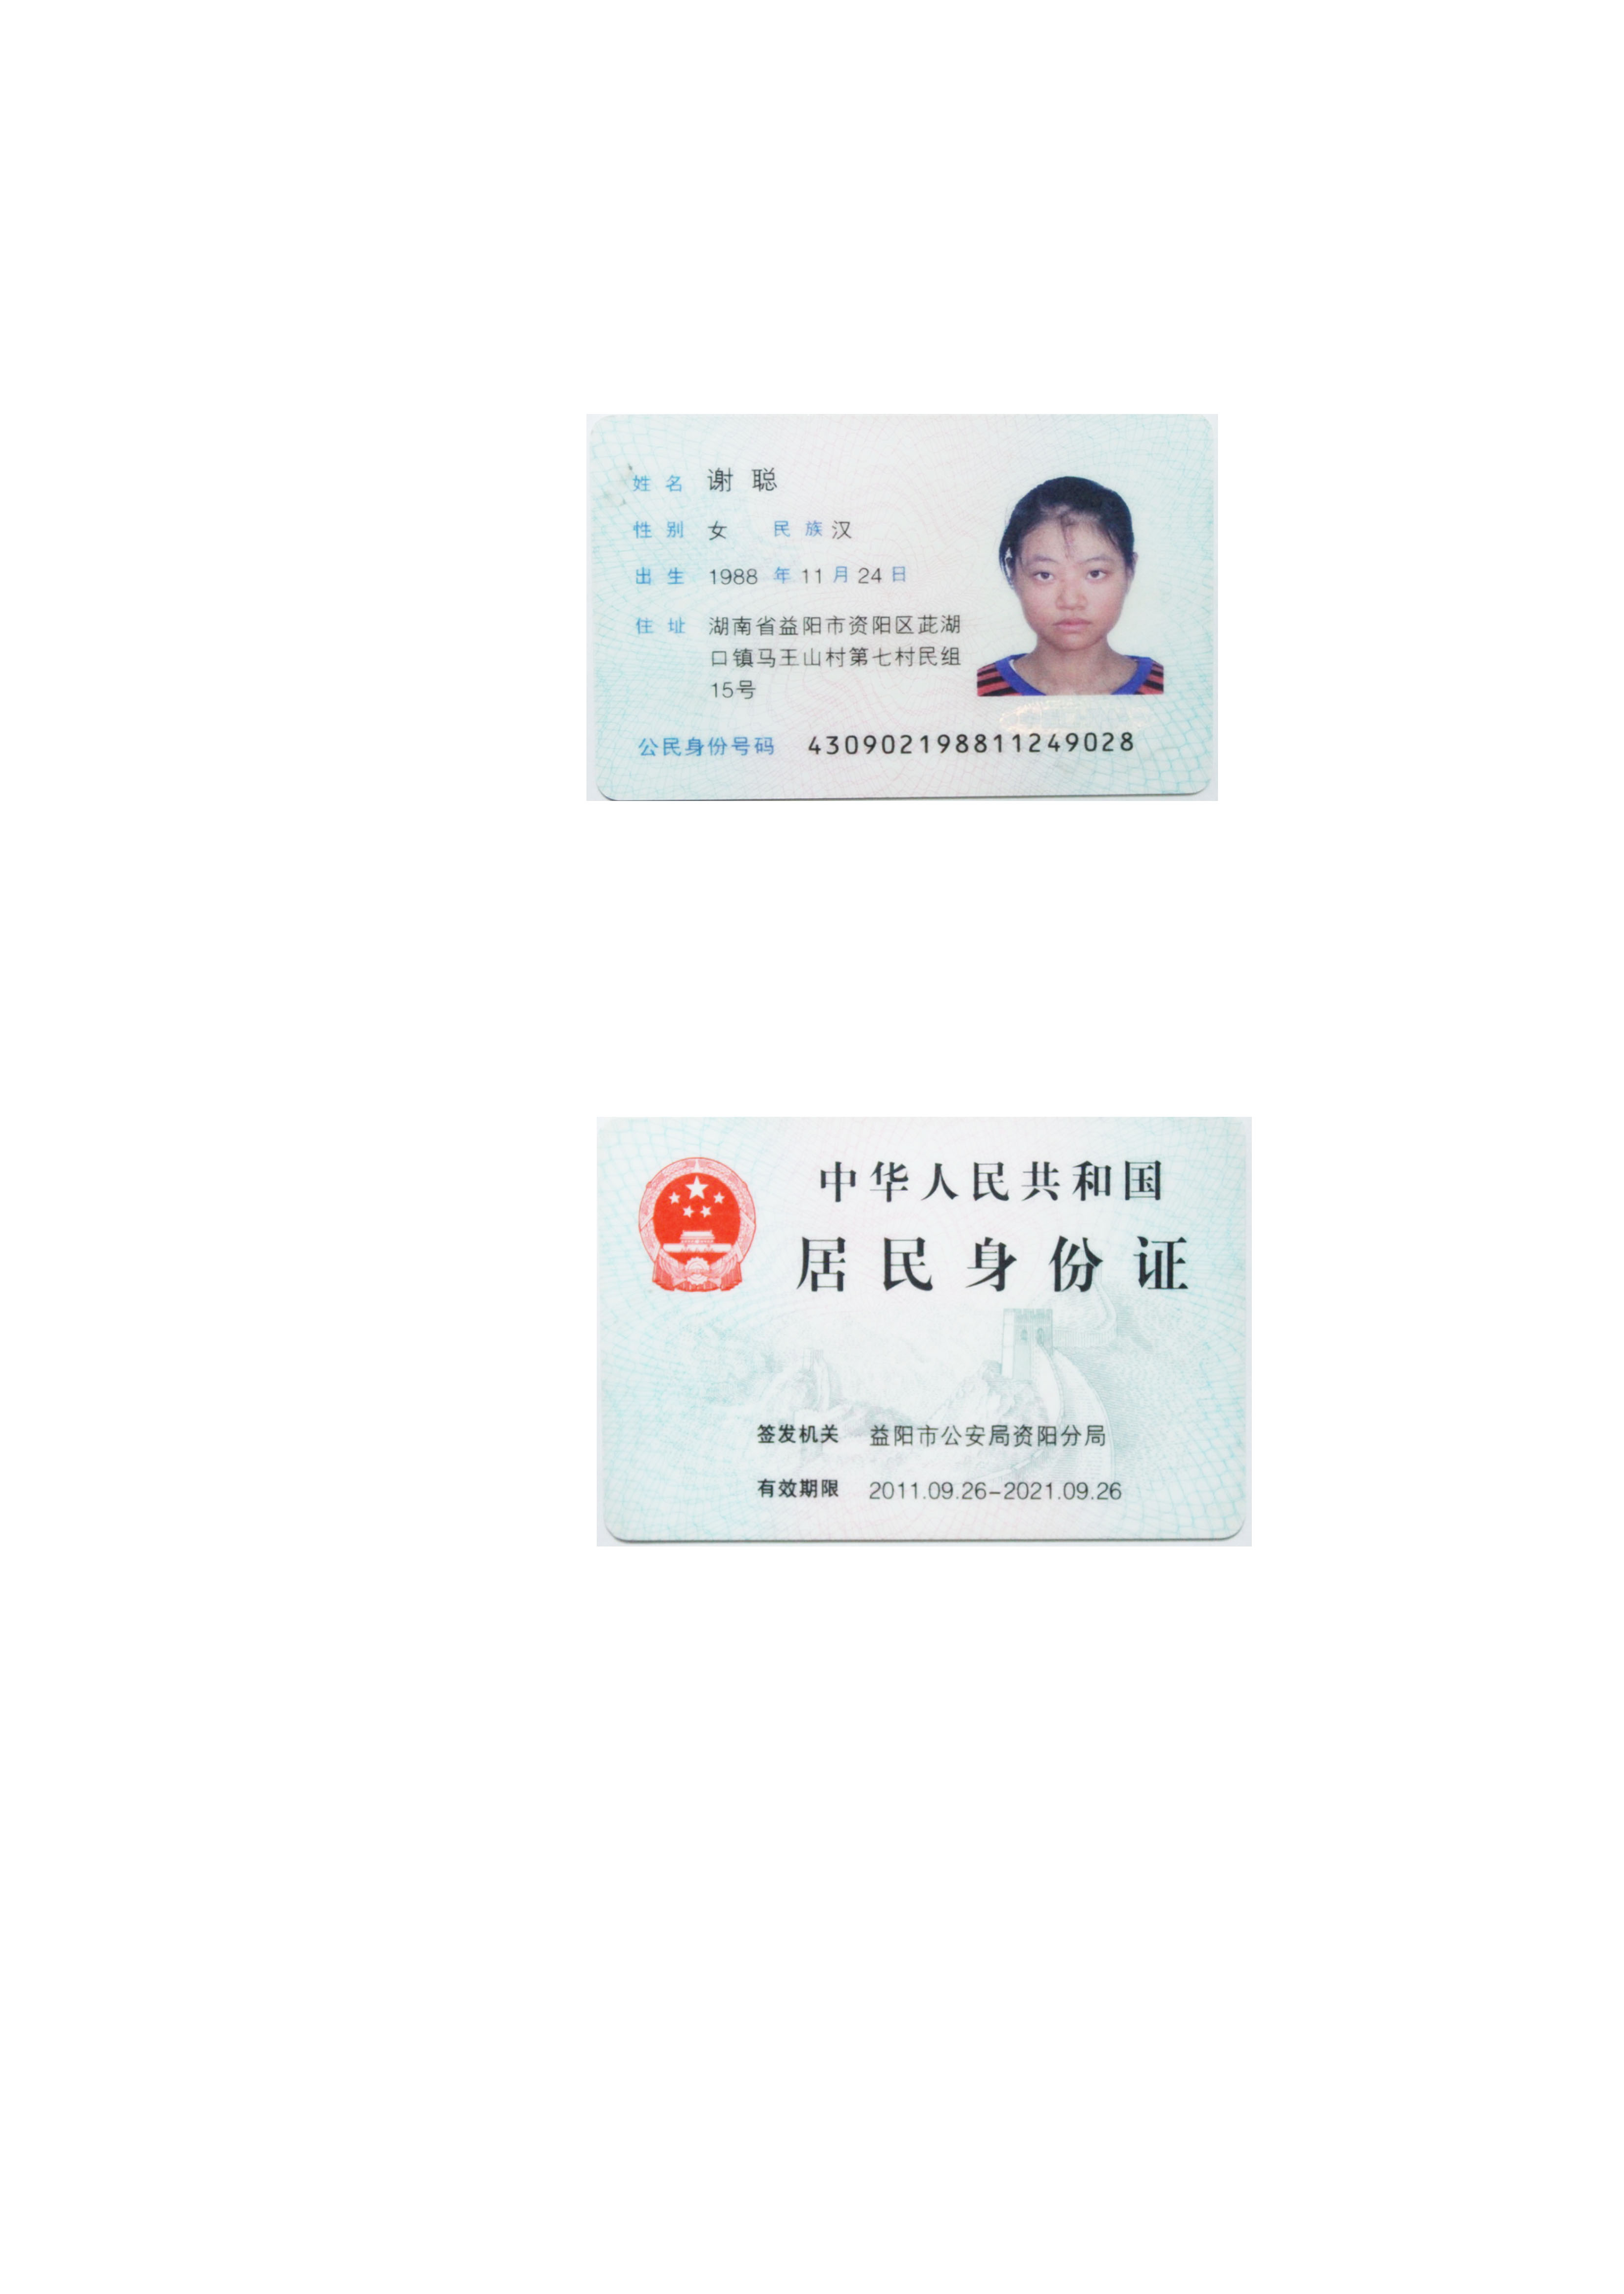 姓名 谢聪
性别 女 民族 汉
出生 1988 年 11 月 24 日
住址 湖南省益阳市资阳区茈湖
口镇马王山村第七村民组
15号
公民身份号码 430902198811249028
中华人民共和国
居民身份证
签发机关 益阳市公安局资阳分局
有效期限 2011.09.26-2021.09.26